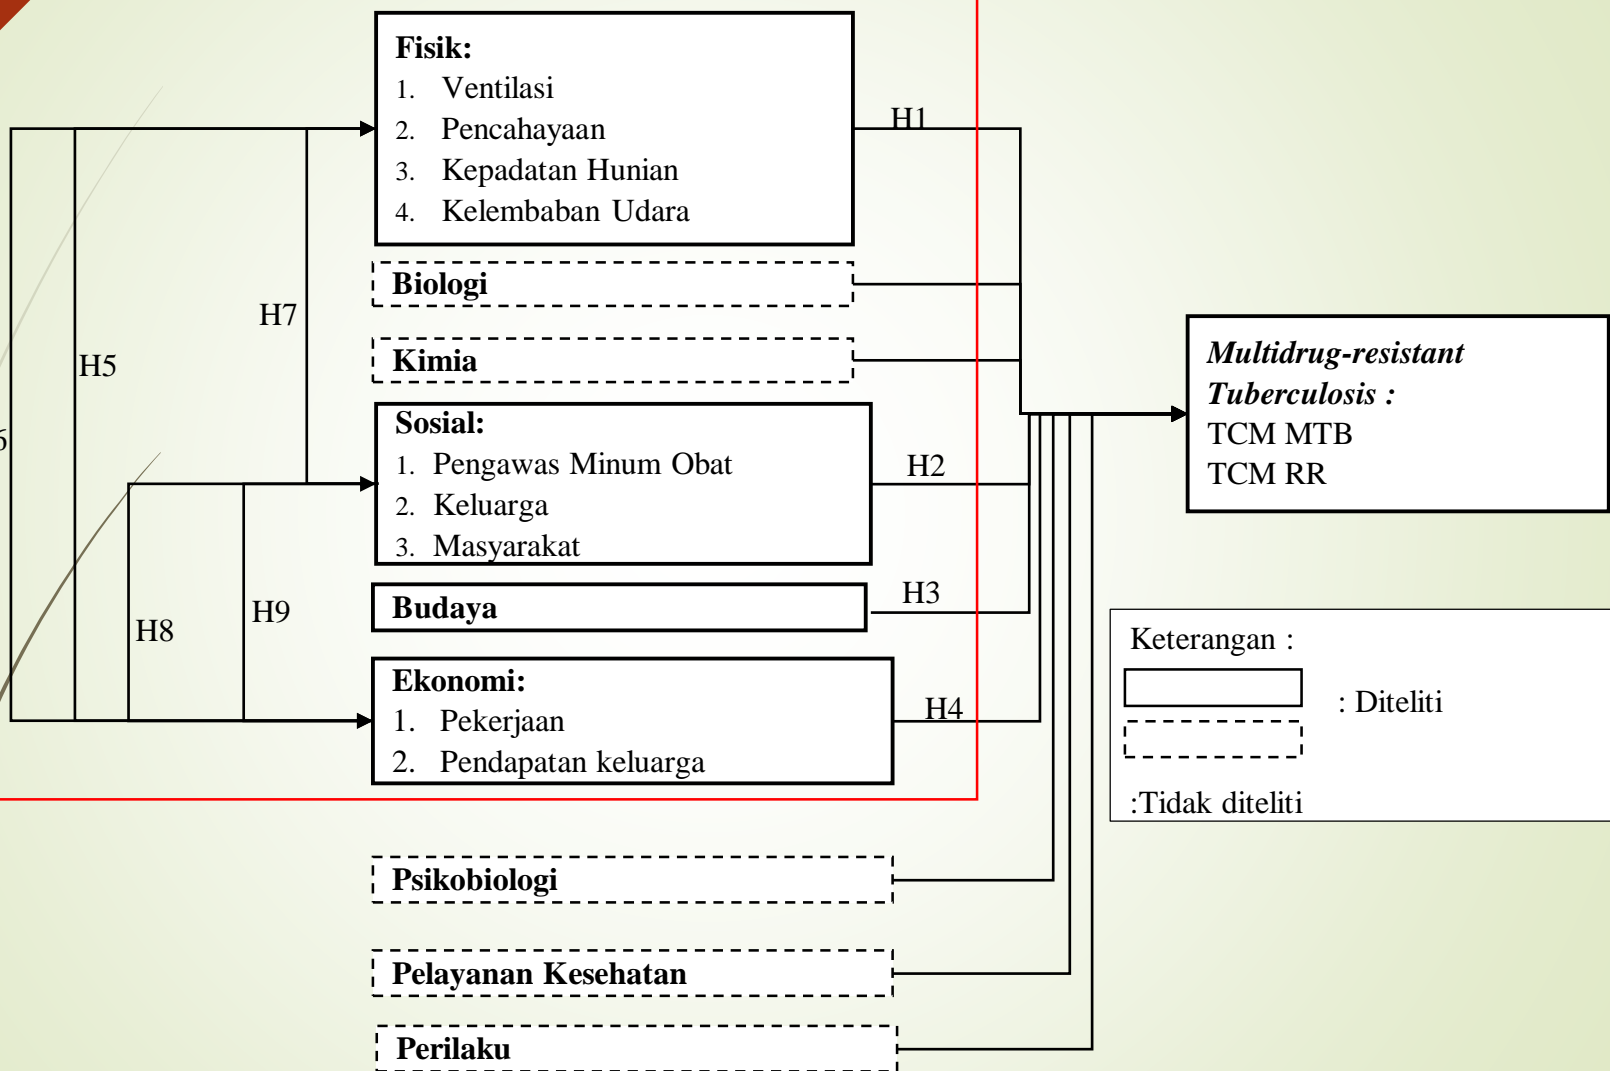 Fisik:
1. Ventilasi
2. Pencahayaan
3. Kepadatan Hunian
4. Kelembaban Udara
H1
Biologi
H7
Kimia
H5
Multidrug-resistant
Tuberculosis :
TCM MTB
TCM RR
Sosial:
1. Pengawas Minum Obat
2. Keluarga
3. Masyarakat
H2
6
Budaya
H3
H8
H9
Ekonomi:
1. Pekerjaan
2. Pendapatan keluarga
H4
Keterangan :
: Diteliti
:Tidak diteliti
Psikobiologi
Pelayanan Kesehatan
Perilaku